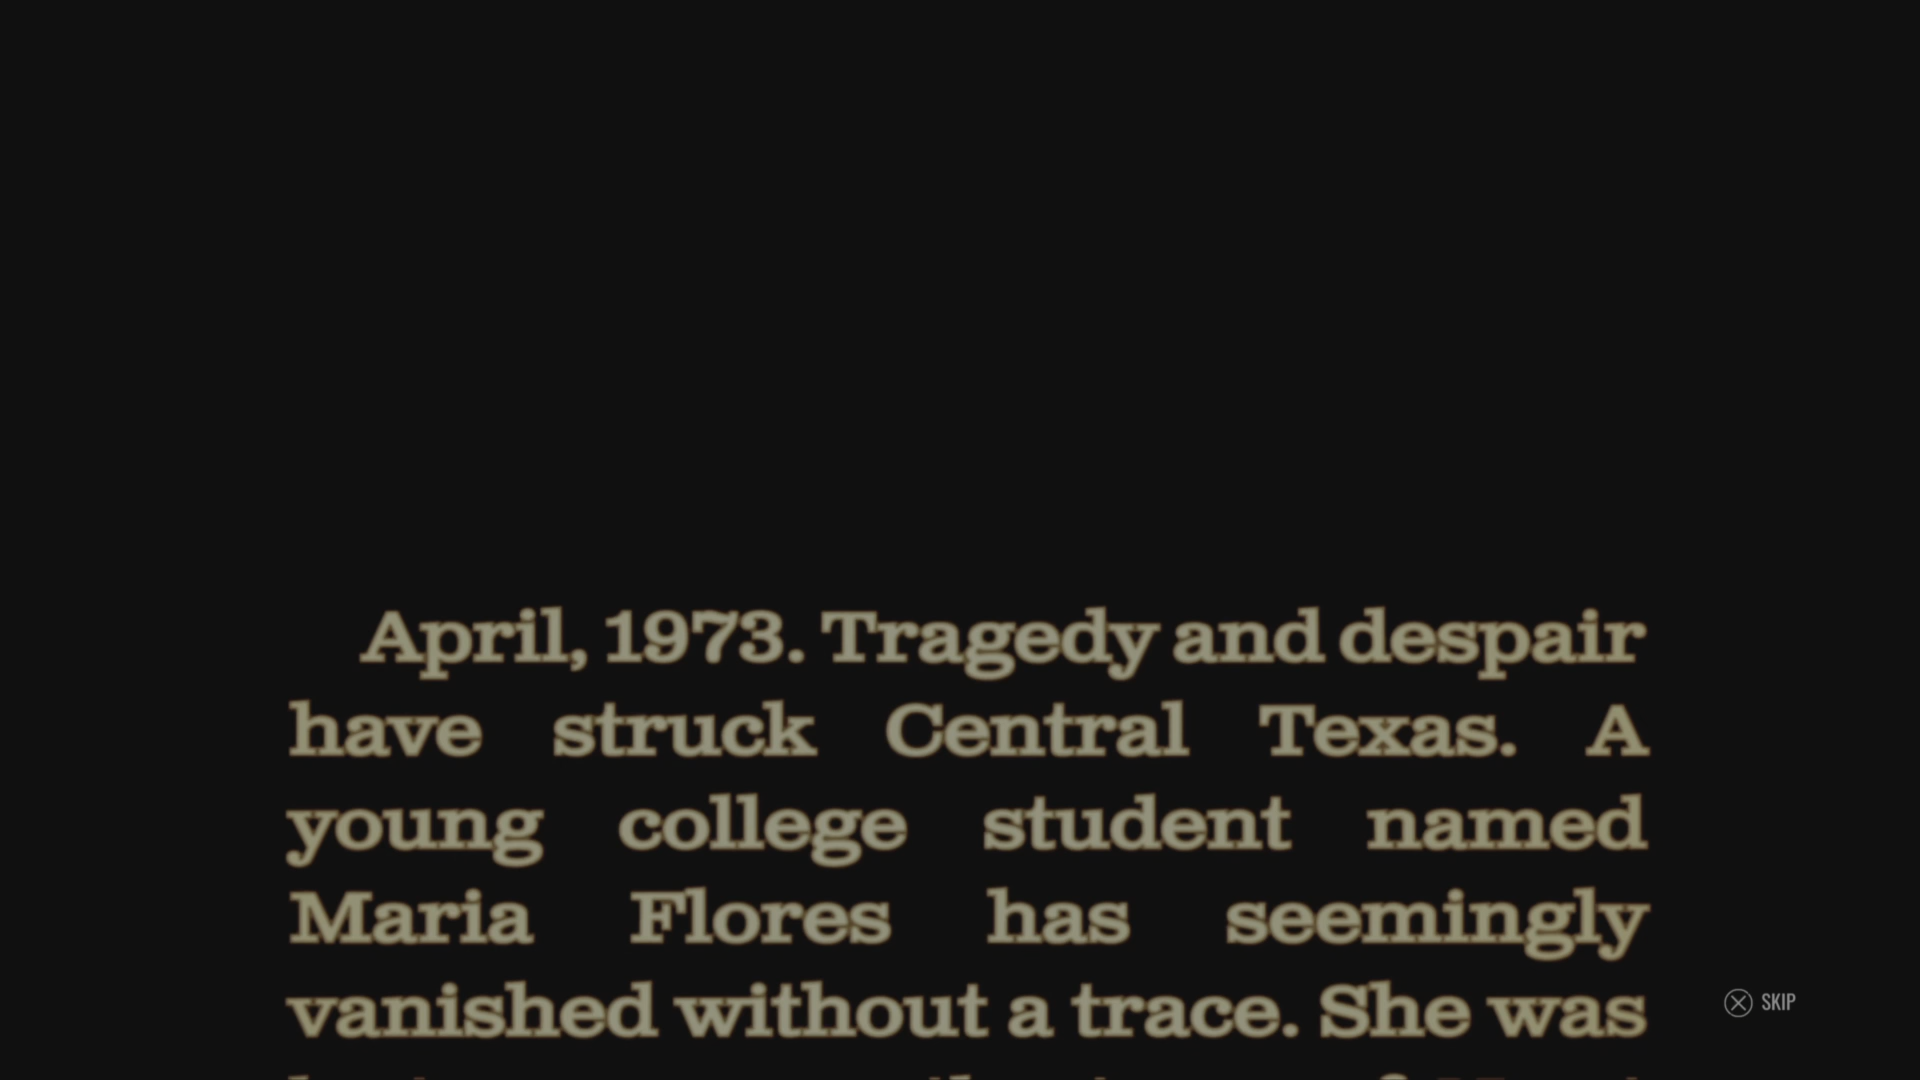 April, 1973. Tragedy and despair
have struck Central Texas. A
young college student named
Maria Flores has seemingly
vanished without a trace. She was
SKIP